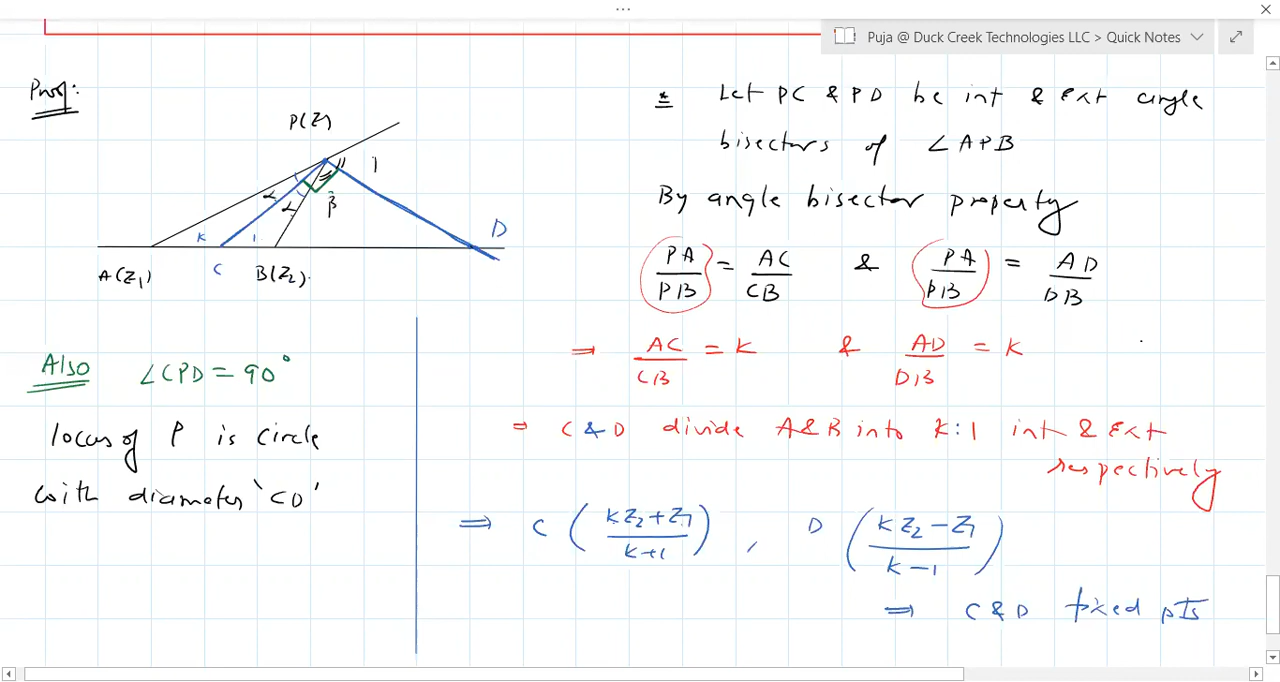 Puja @ Duck Creek Technologies LLC > Quick Notes
Proof:
P(Z)
α
α
β
K
1
D
A(Z₁)
C
B(Z₂)
* Let PC & PD be int & Ext angle
bisectors of ∠APB
By angle bisector property
PA/PB = AC/CB & PA/PB = AD/DB
⇒ AC/CB = K & AD/DB = K
⇒ C & D divide A&B into K:1 int & Ext
respectively
⇒ C ( (KZ₂+Z₁)/(K+1) ) , D ( (KZ₂−Z₁)/(K−1) )
⇒ C & D fixed pts
Also ∠CPD = 90°
locus of P is circle
with diameter 'CD'